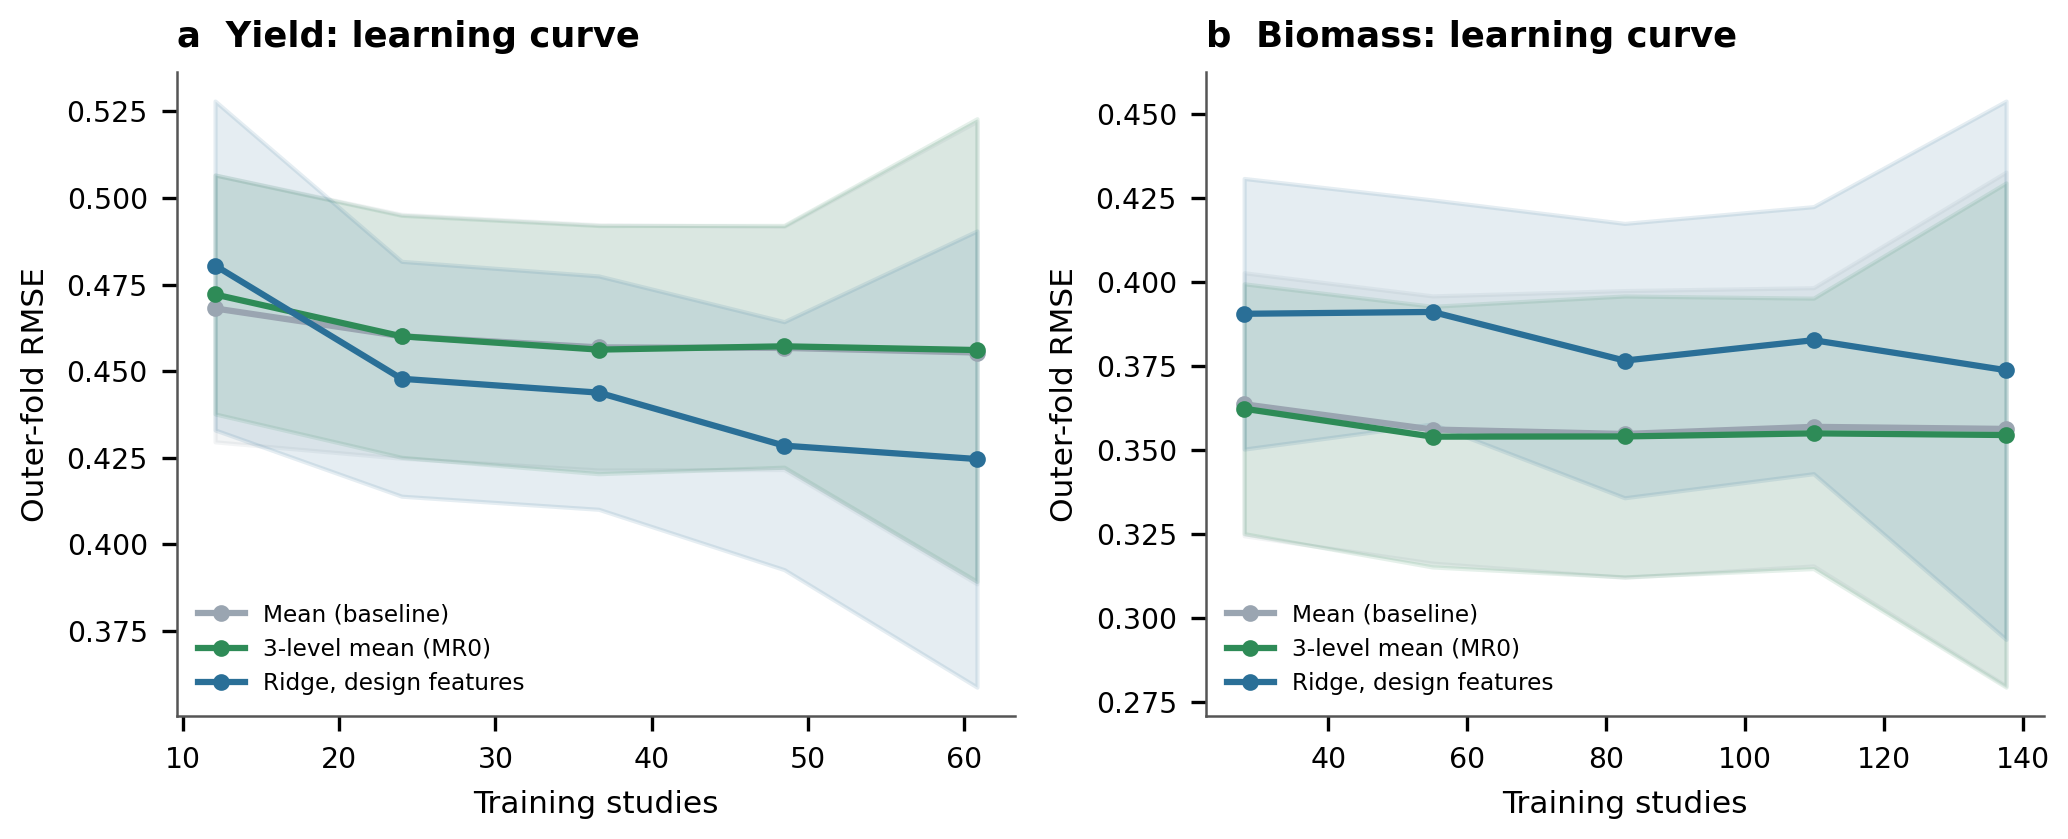 a Yield: learning curve
Outer-fold RMSE
0.525
0.500
0.475
0.450
0.425
0.400
0.375
Mean (baseline)
3-level mean (MR0)
Ridge, design features
10 20 30 40 50 60
Training studies
b Biomass: learning curve
Outer-fold RMSE
0.450
0.425
0.400
0.375
0.350
0.325
0.300
0.275
Mean (baseline)
3-level mean (MR0)
Ridge, design features
40 60 80 100 120 140
Training studies